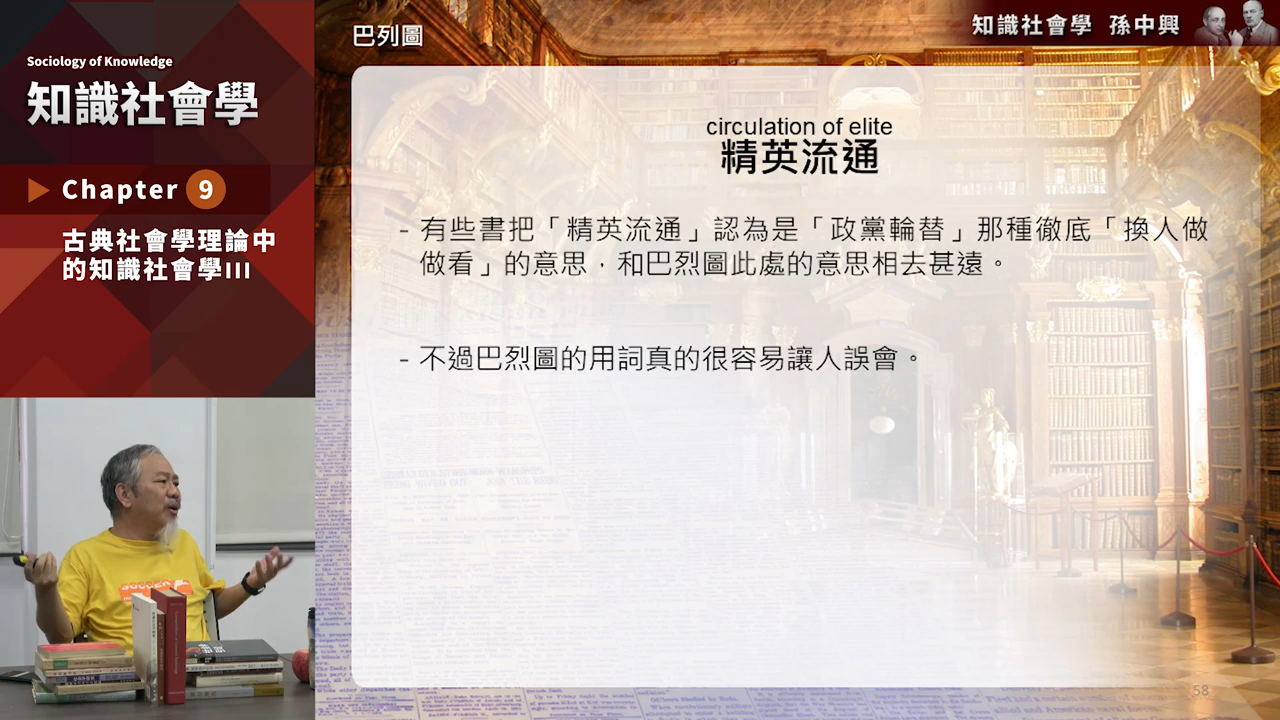 Sociology of Knowledge
知識社會學
Chapter 9
古典社會學理論中
的知識社會學III
巴列圖
知識社會學 孫中興
circulation of elite
精英流通
- 有些書把「精英流通」認為是「政黨輪替」那種徹底「換人做
做看」的意思，和巴烈圖此處的意思相去甚遠。
- 不過巴烈圖的用詞真的很容易讓人誤會。
SOCCER
58